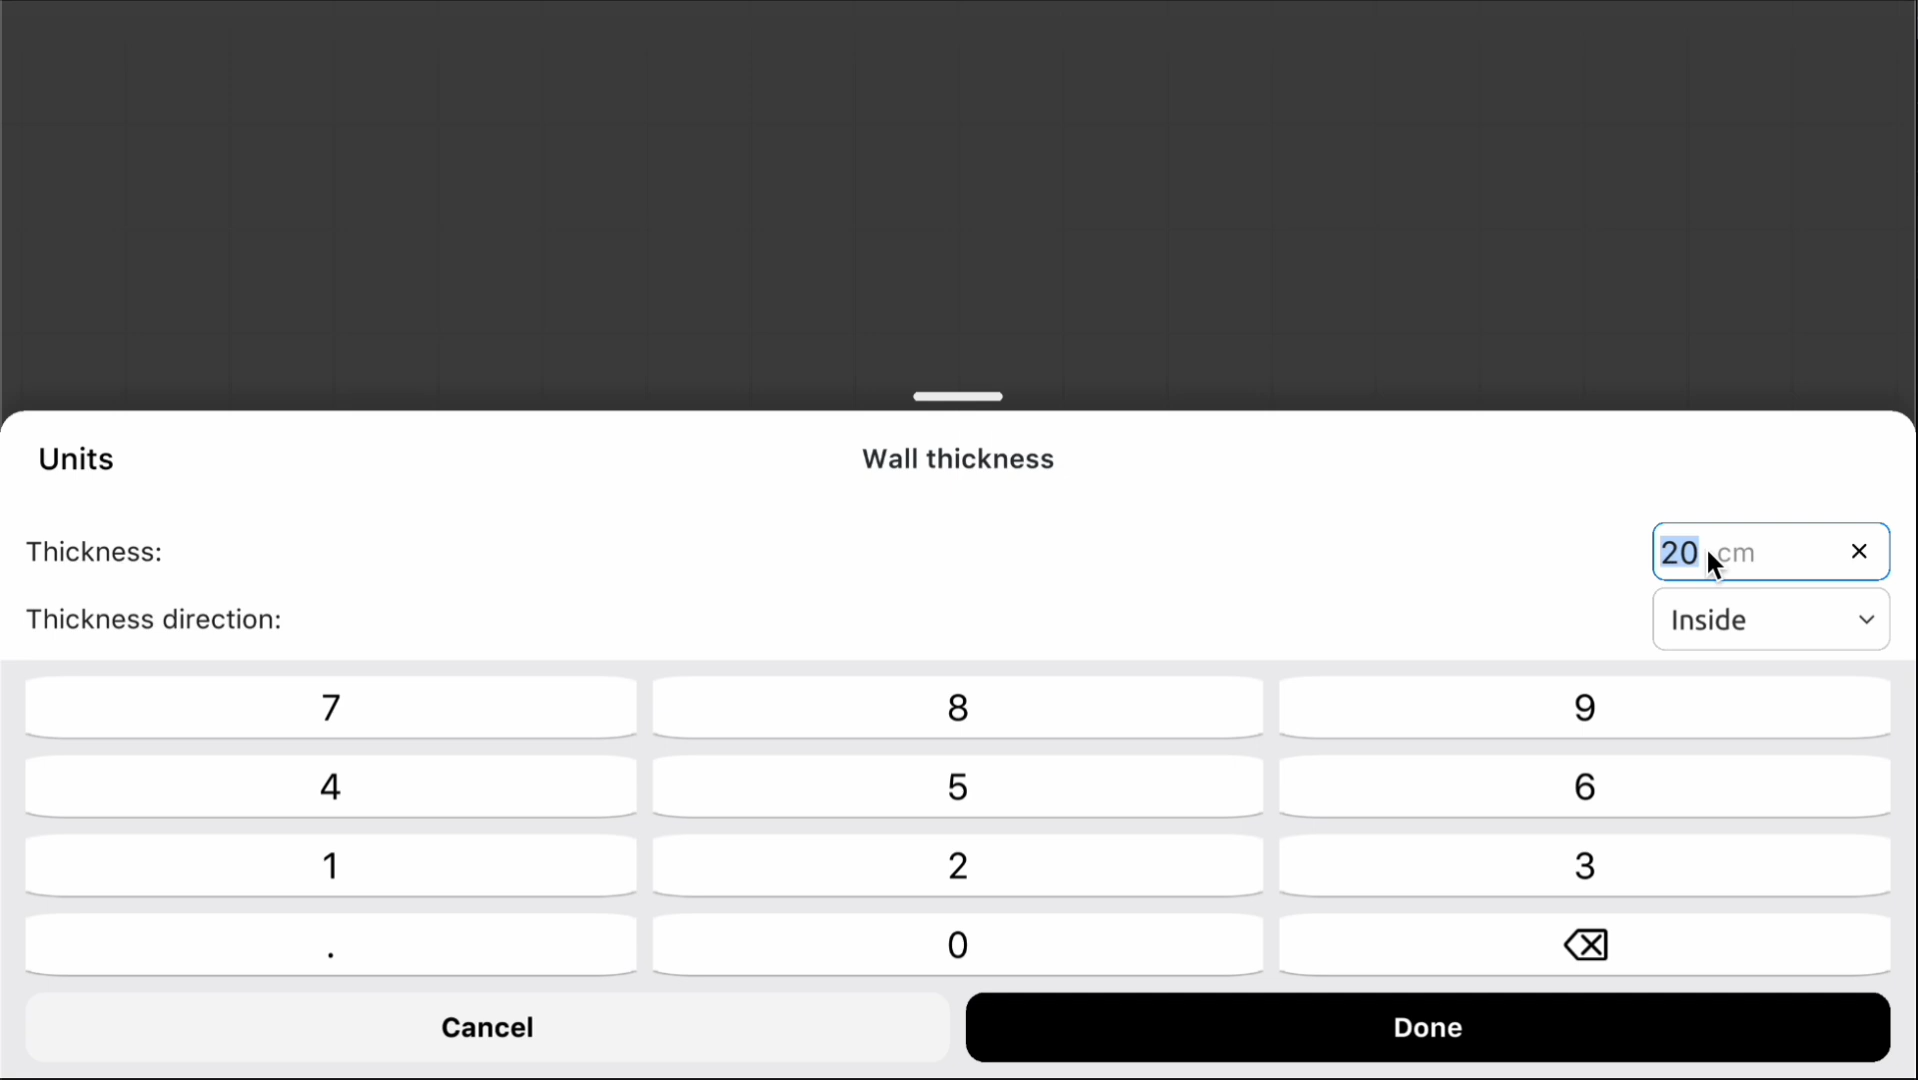 Units
Wall thickness
Thickness:
20 cm
Thickness direction:
Inside
7 8 9
4 5 6
1 2 3
. 0
Cancel
Done